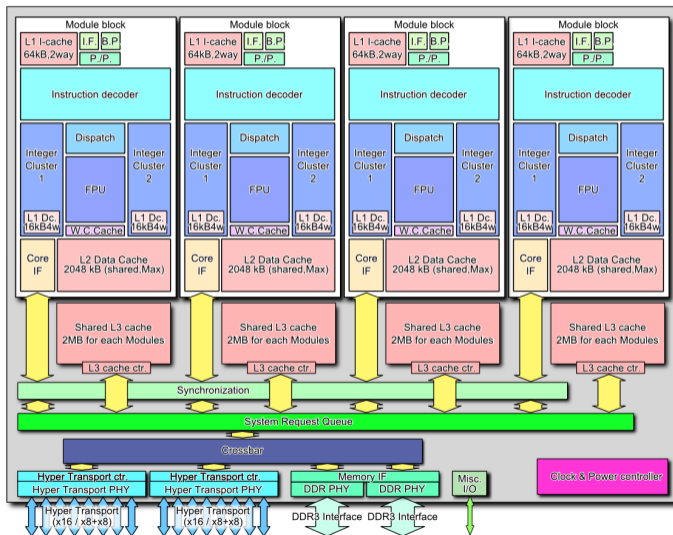 Module block
L1 I-cache
64kB,2way
I.F.
B.P
P./P.
Instruction decoder
Integer
Cluster
1
Dispatch
FPU
Integer
Cluster
2
L1 Dc.
16kB4w
W.C.Cache
L1 Dc.
16kB4w
Core
IF
L2 Data Cache
2048 kB (shared,Max)
Module block
L1 I-cache
64kB,2way
I.F.
B.P
P./P.
Instruction decoder
Integer
Cluster
1
Dispatch
FPU
Integer
Cluster
2
L1 Dc.
16kB4w
W.C.Cache
L1 Dc.
16kB4w
Core
IF
L2 Data Cache
2048 kB (shared,Max)
Module block
L1 I-cache
64kB,2way
I.F.
B.P
P./P.
Instruction decoder
Integer
Cluster
1
Dispatch
FPU
Integer
Cluster
2
L1 Dc.
16kB4w
W.C.Cache
L1 Dc.
16kB4w
Core
IF
L2 Data Cache
2048 kB (shared,Max)
Module block
L1 I-cache
64kB,2way
I.F.
B.P
P./P.
Instruction decoder
Integer
Cluster
1
Dispatch
FPU
Integer
Cluster
2
L1 Dc.
16kB4w
W.C.Cache
L1 Dc.
16kB4w
Core
IF
L2 Data Cache
2048 kB (shared,Max)
Shared L3 cache
2MB for each Modules
L3 cache ctr.
Shared L3 cache
2MB for each Modules
L3 cache ctr.
Shared L3 cache
2MB for each Modules
L3 cache ctr.
Shared L3 cache
2MB for each Modules
L3 cache ctr.
Synchronization
System Request Queue
Crossbar
Hyper Transport ctr.
Hyper Transport PHY
Hyper Transport
(x16 / x8+x8)
Hyper Transport ctr.
Hyper Transport PHY
Hyper Transport
(x16 / x8+x8)
Memory IF
DDR PHY
DDR PHY
DDR3 Interface
DDR3 Interface
Misc.
I/O
Clock & Power controller